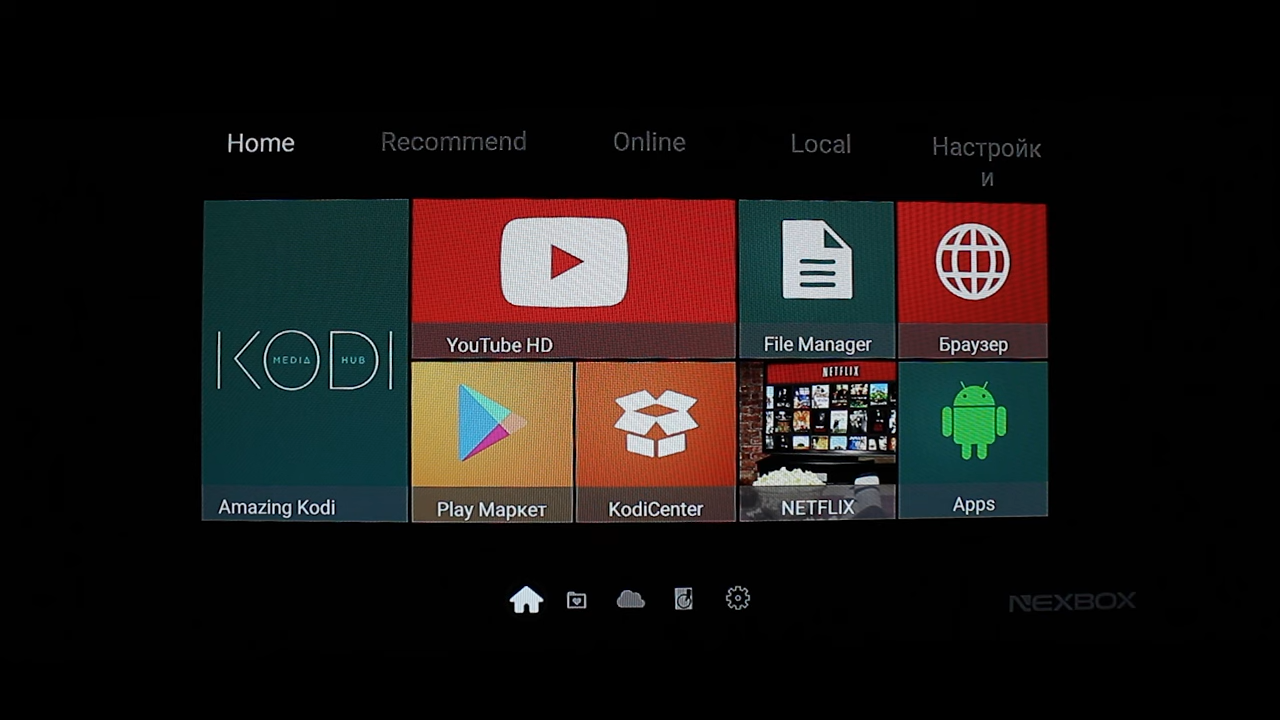 Home
Recommend
Online
Local
Настройк
и
KODI
MEDIA
HUB
YouTube HD
File Manager
Браузер
NETFLIX
Amazing Kodi
Play Маркет
KodiCenter
NETFLIX
Apps
NEXBOX